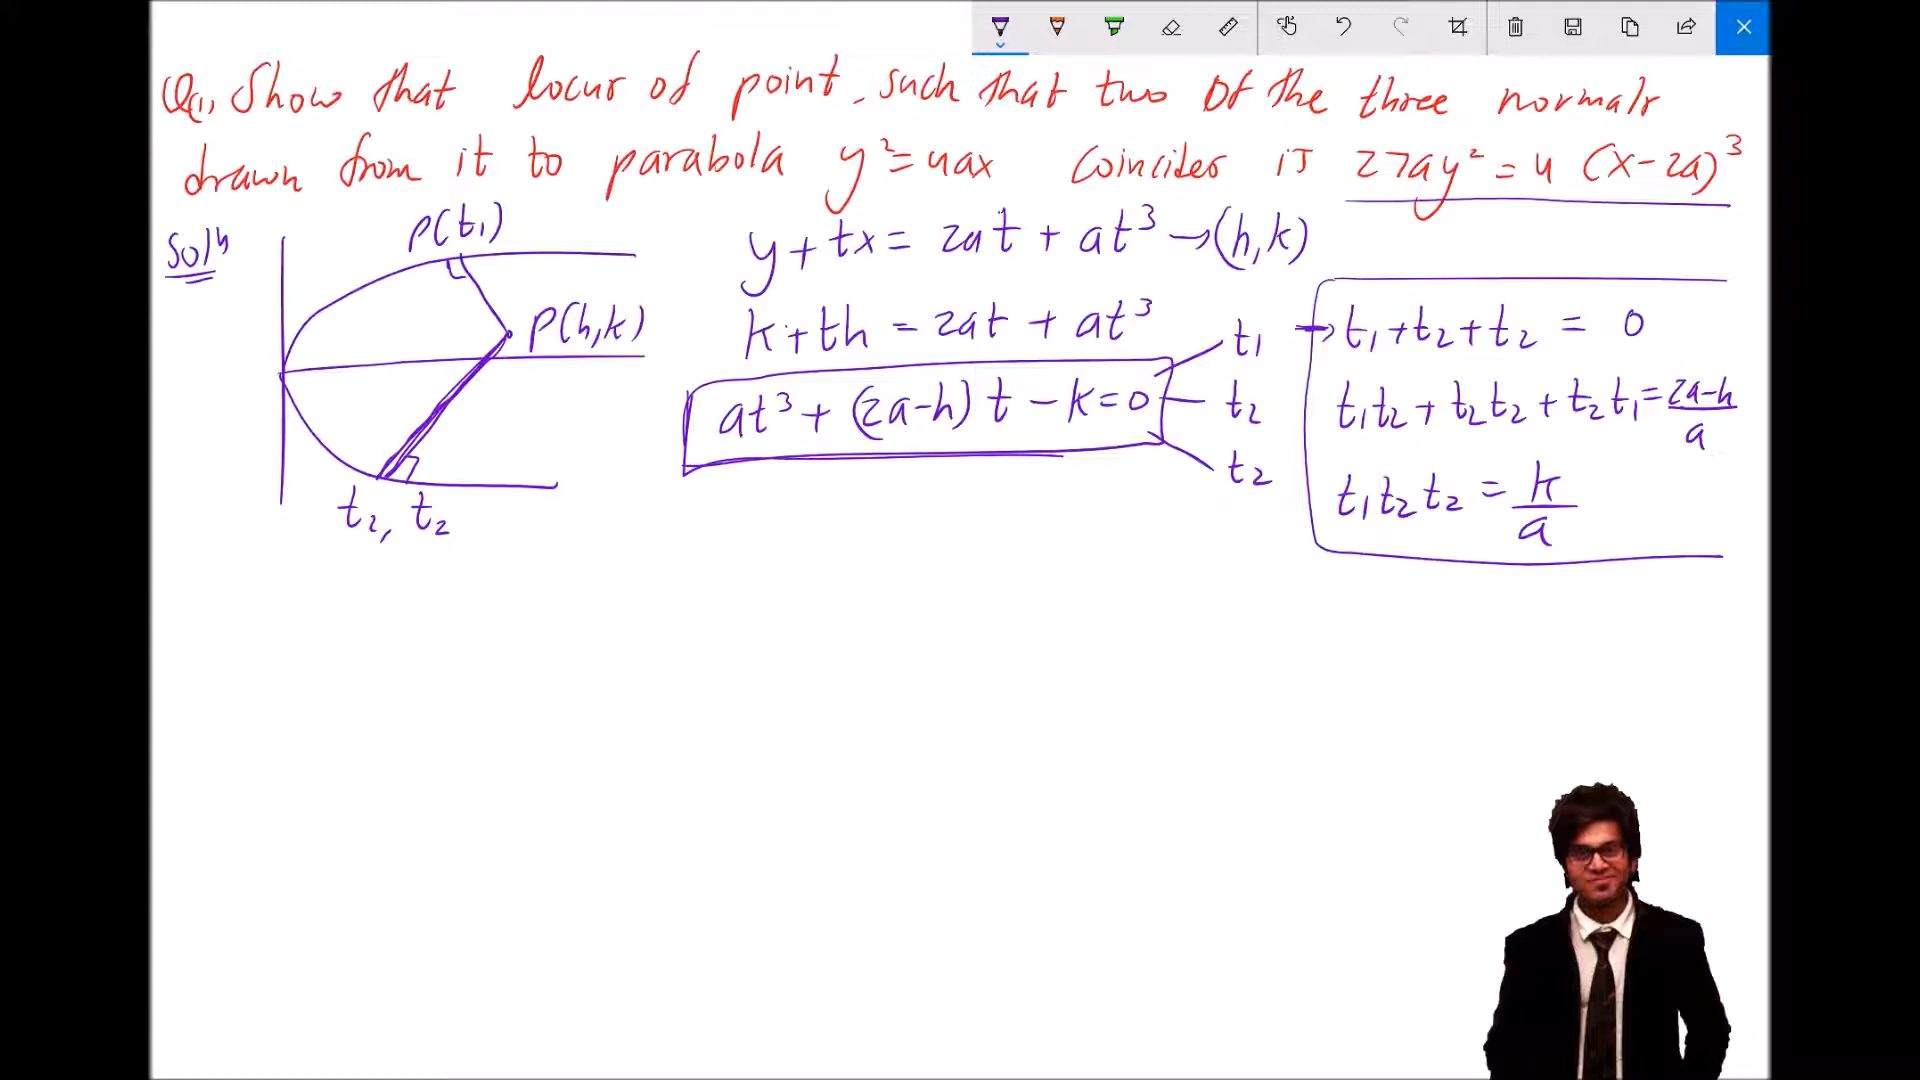 Q1, Show that locus of point, such that two of the three normals
drawn from it to parabola y²=4ax coincides is 27ay² = 4 (x-2a)³
Solⁿ
P(t₁)
P(h,k)
t₂, t₂
y + tx = 2at + at³ → (h,k)
k + th = 2at + at³
at³ + (2a-h) t - k = 0
t₁
t₂
t₂
→ t₁+t₂+t₂ = 0
t₁t₂ + t₂t₂ + t₂t₁ = (2a-h)/a
t₁t₂t₂ = k/a